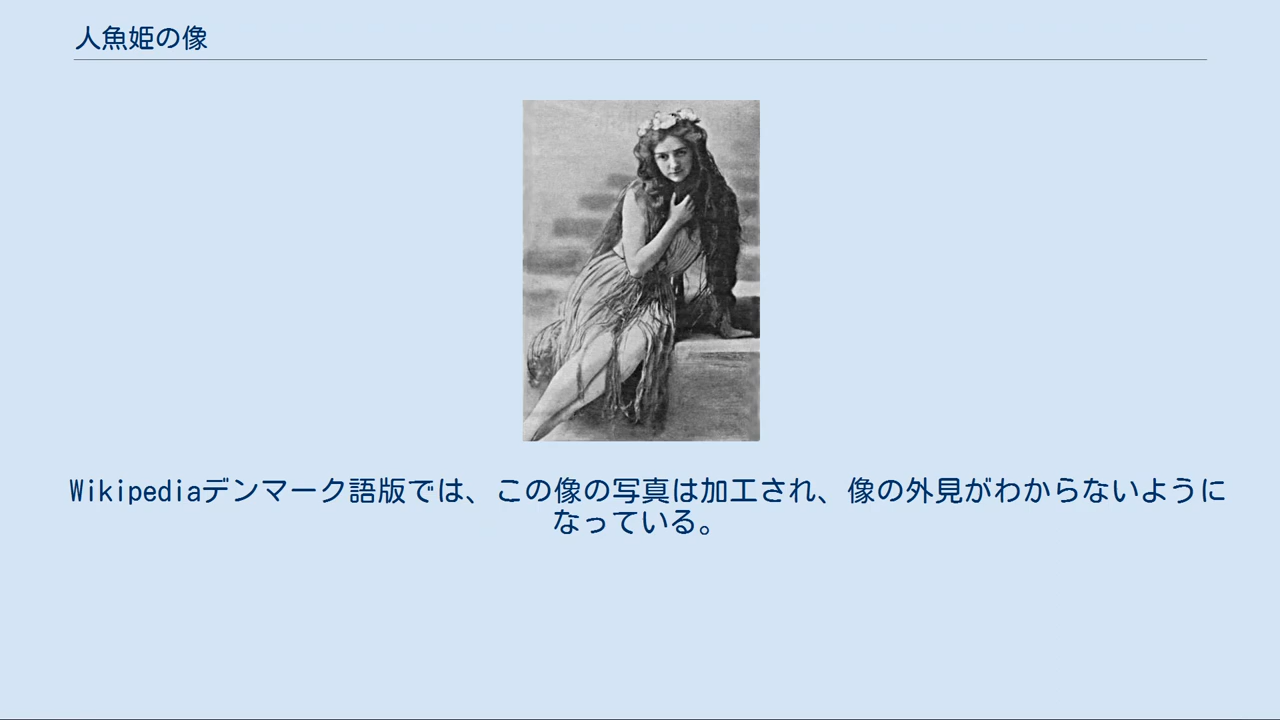 人魚姫の像
Wikipediaデンマーク語版では、この像の写真は加工され、像の外見がわからないように
なっている。